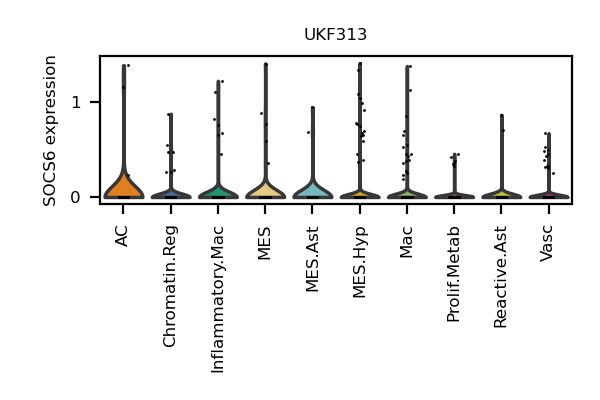 UKF313
SOCS6 expression
1
0
AC
Chromatin.Reg
Inflammatory.Mac
MES
MES.Ast
MES.Hyp
Mac
Prolif.Metab
Reactive.Ast
Vasc